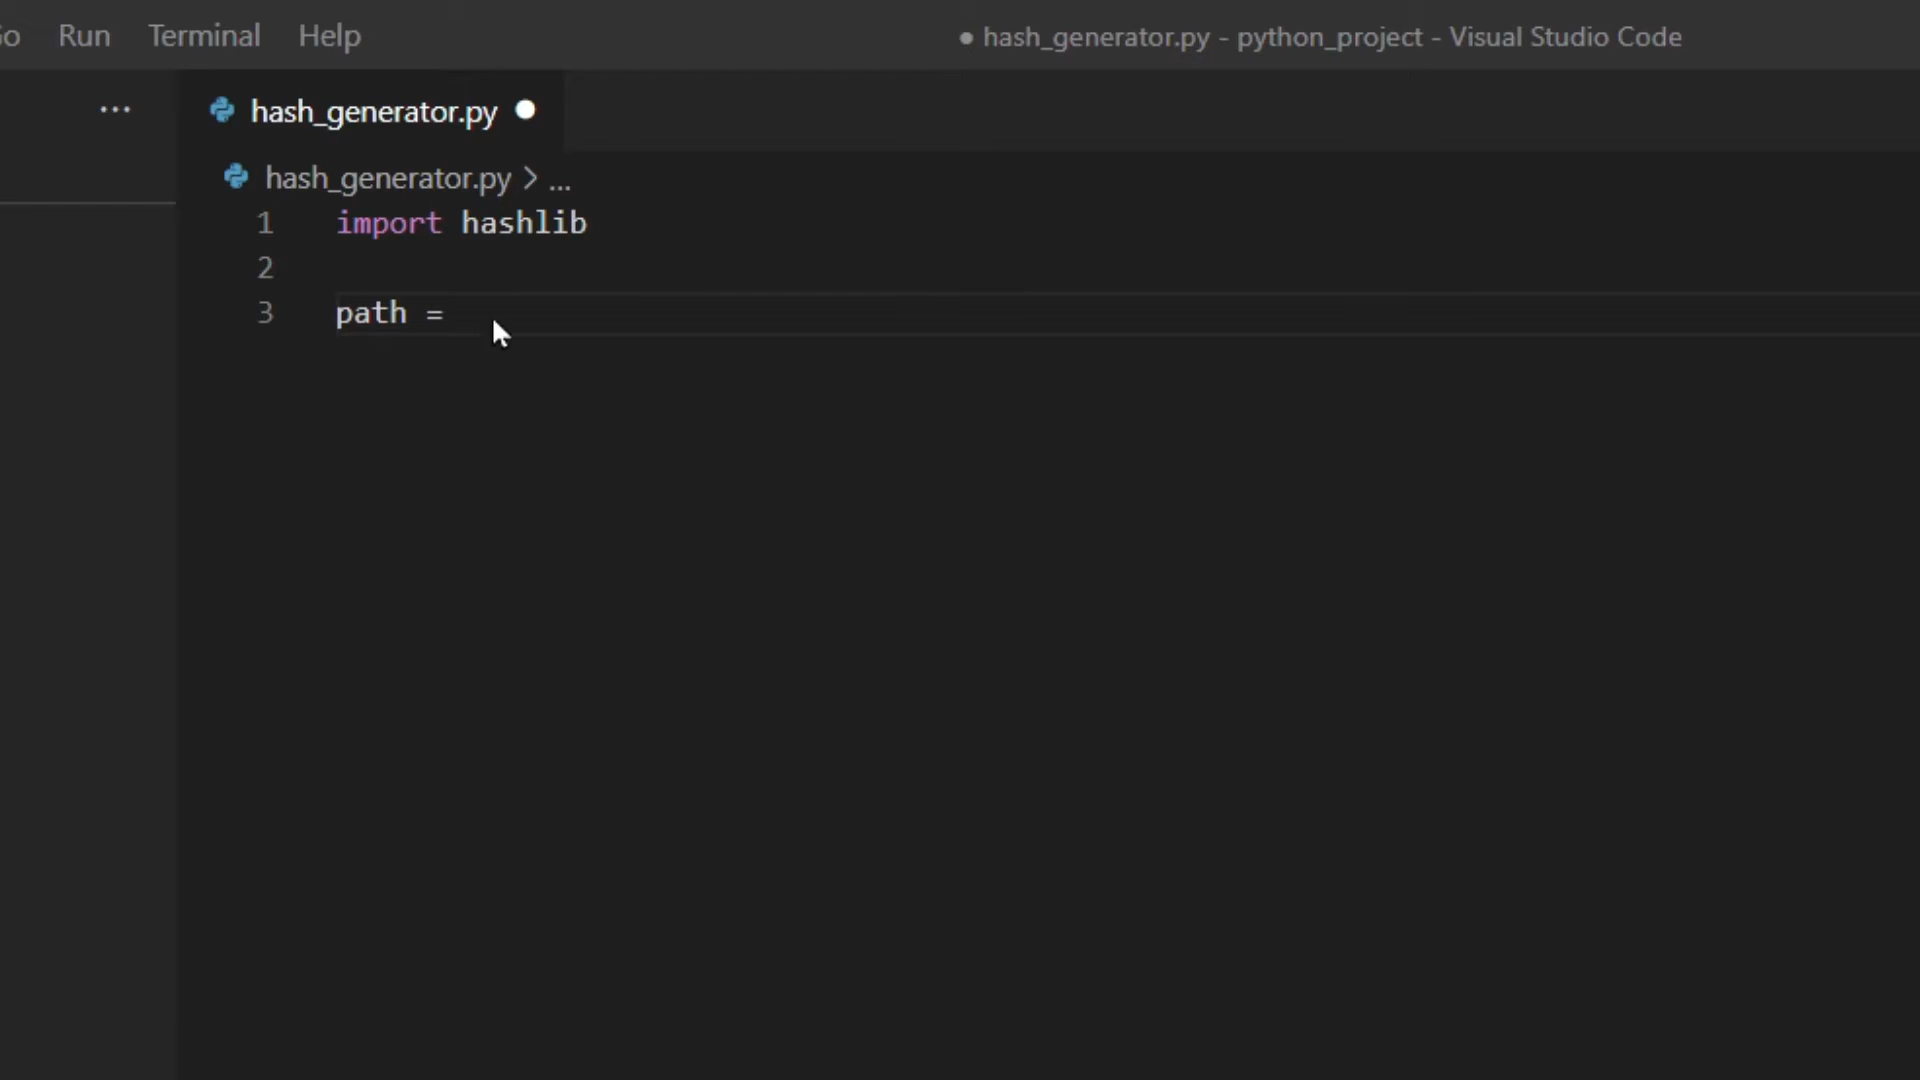 Run Terminal Help
● hash_generator.py - python_project - Visual Studio Code
...
hash_generator.py ●
hash_generator.py > ...
1 import hashlib
2
3 path =